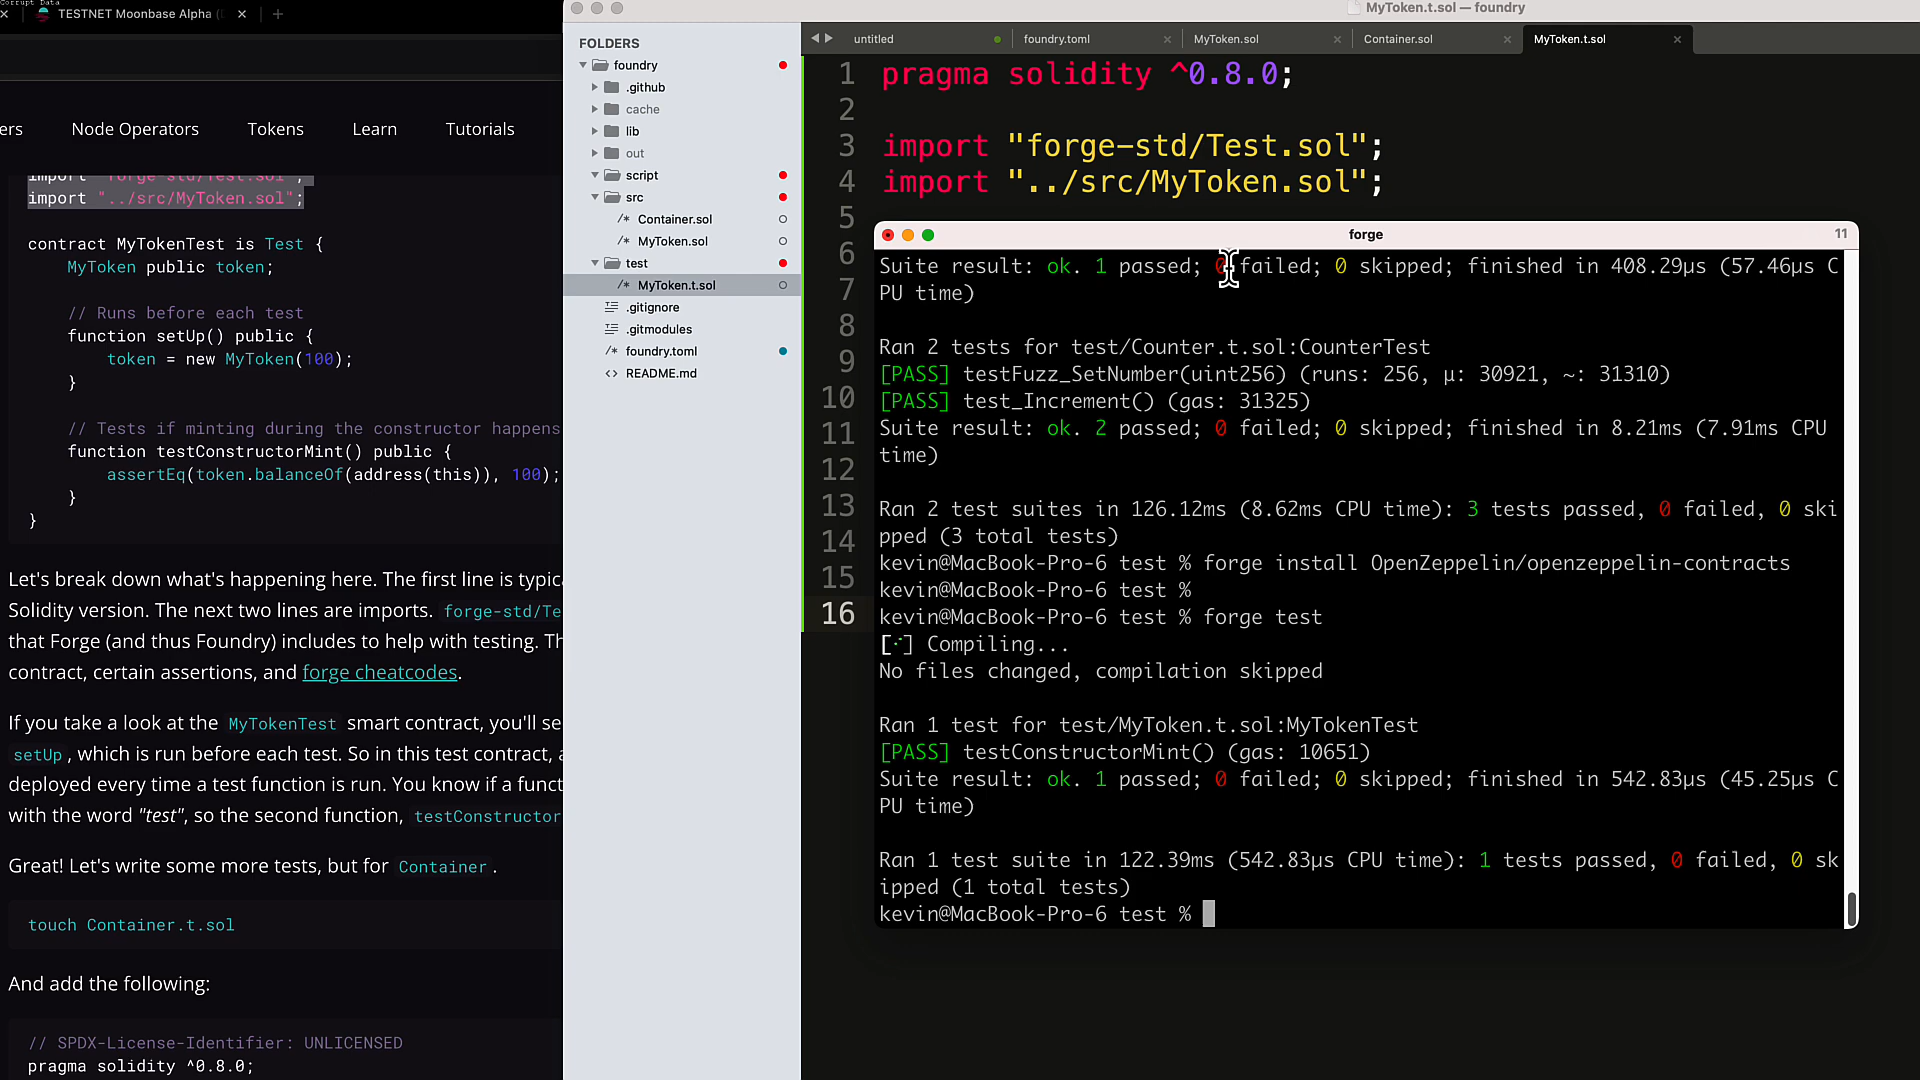 Corrupt Data
TESTNET Moonbase Alpha (
ers Node Operators Tokens Learn Tutorials
import "forge-std/Test.sol";
import "../src/MyToken.sol";
contract MyTokenTest is Test {
MyToken public token;
// Runs before each test
function setUp() public {
token = new MyToken(100);
}
// Tests if minting during the constructor happens
function testConstructorMint() public {
assertEq(token.balanceOf(address(this)), 100);
}
}
Let's break down what's happening here. The first line is typica
Solidity version. The next two lines are imports. forge-std/Te
that Forge (and thus Foundry) includes to help with testing. Th
contract, certain assertions, and forge cheatcodes.
If you take a look at the MyTokenTest smart contract, you'll se
setUp, which is run before each test. So in this test contract, a
deployed every time a test function is run. You know if a funct
with the word "test", so the second function, testConstructor
Great! Let's write some more tests, but for Container.
touch Container.t.sol
And add the following:
// SPDX-License-Identifier: UNLICENSED
pragma solidity ^0.8.0;
FOLDERS
foundry
.github
cache
lib
out
script
src
/* Container.sol
/* MyToken.sol
test
/* MyToken.t.sol
.gitignore
.gitmodules
/* foundry.toml
<> README.md
MyToken.t.sol — foundry
untitled foundry.toml MyToken.sol Container.sol MyToken.t.sol
1 pragma solidity ^0.8.0;
2
3 import "forge-std/Test.sol";
4 import "../src/MyToken.sol";
5
6
7
8
9
10
11
12
13
14
15
16
forge 11
Suite result: ok. 1 passed; 0 failed; 0 skipped; finished in 408.29µs (57.46µs C
PU time)
Ran 2 tests for test/Counter.t.sol:CounterTest
[PASS] testFuzz_SetNumber(uint256) (runs: 256, μ: 30921, ~: 31310)
[PASS] test_Increment() (gas: 31325)
Suite result: ok. 2 passed; 0 failed; 0 skipped; finished in 8.21ms (7.91ms CPU
time)
Ran 2 test suites in 126.12ms (8.62ms CPU time): 3 tests passed, 0 failed, 0 ski
pped (3 total tests)
kevin@MacBook-Pro-6 test % forge install OpenZeppelin/openzeppelin-contracts
kevin@MacBook-Pro-6 test %
kevin@MacBook-Pro-6 test % forge test
[⠊] Compiling...
No files changed, compilation skipped
Ran 1 test for test/MyToken.t.sol:MyTokenTest
[PASS] testConstructorMint() (gas: 10651)
Suite result: ok. 1 passed; 0 failed; 0 skipped; finished in 542.83µs (45.25µs C
PU time)
Ran 1 test suite in 122.39ms (542.83µs CPU time): 1 tests passed, 0 failed, 0 sk
ipped (1 total tests)
kevin@MacBook-Pro-6 test %